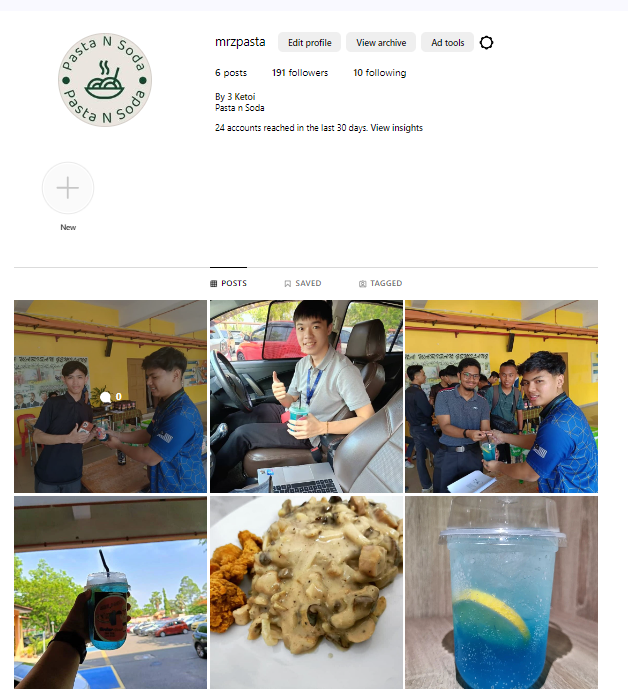 Pasta N Soda
Pasta N Soda
mrzpasta
Edit profile
View archive
Ad tools
6 posts
191 followers
10 following
By 3 Ketoi
Pasta n Soda
24 accounts reached in the last 30 days. View insights
New
POSTS
SAVED
TAGGED
0
WARISAN